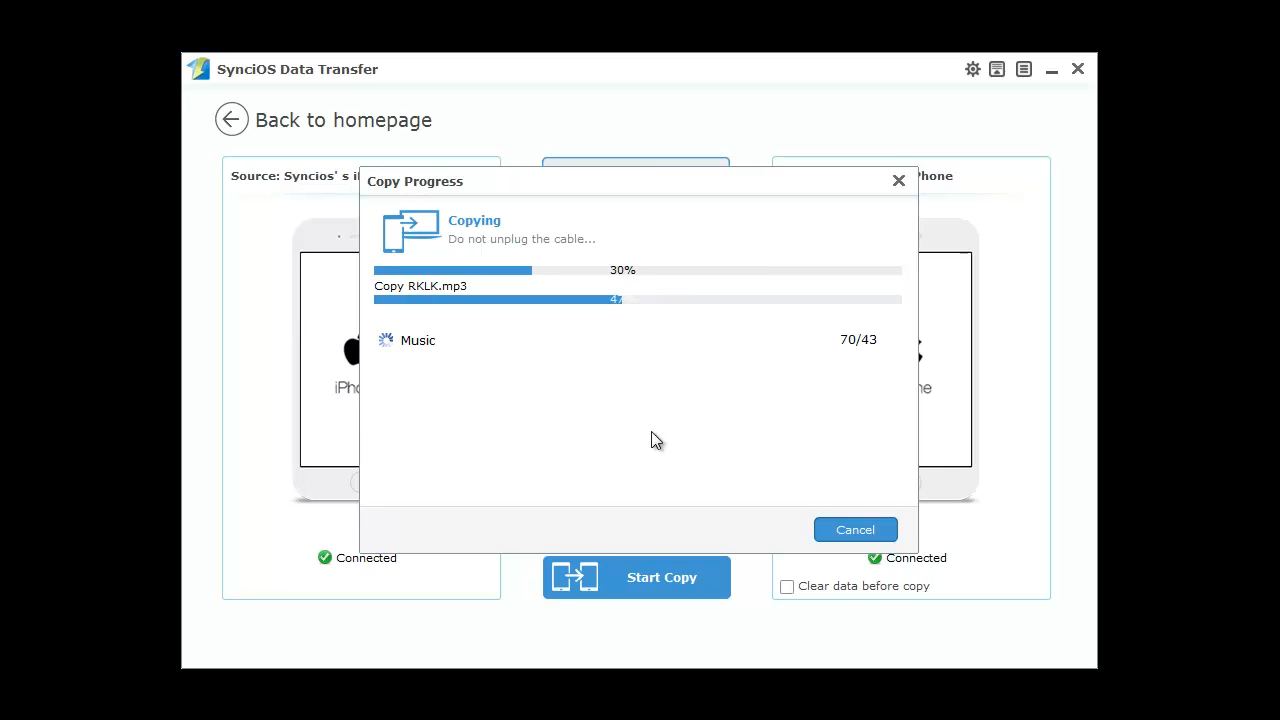 SynciOS Data Transfer
Back to homepage
Source: Syncios' s
Copy Progress
Copying
Do not unplug the cable...
30%
Copy RKLK.mp3
Music
70/43
Cancel
Connected
Start Copy
Connected
Clear data before copy